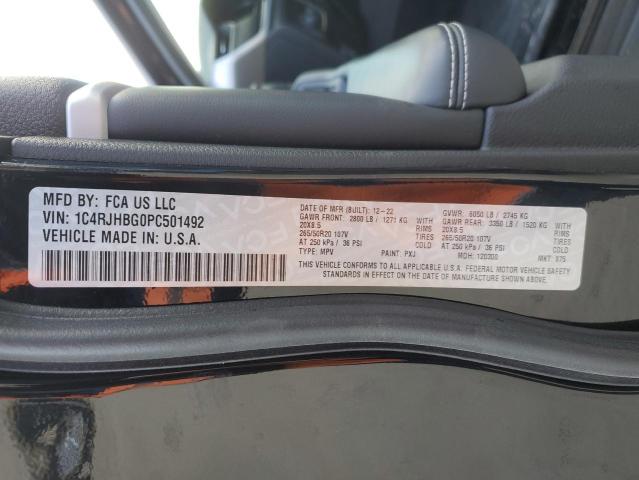 MFD BY: FCA US LLC
VIN: 1C4RJHBG0PC501492
VEHICLE MADE IN: U.S.A.
DATE OF MFR (BUILT): 12-22 GVWR: 6050 LB / 2745 KG
GAWR FRONT: 2800 LB / 1271 KG WITH GAWR REAR: 3350 LB / 1520 KG WITH
20X8.5 RIMS 20X8.5 RIMS
265/50R20 107V TIRES 265/50R20 107V TIRES
AT 250 kPa / 36 PSI COLD AT 250 kPa / 36 PSI COLD
TYPE: MPV PAINT: PXJ MDH: 120300 MKT:
THIS VEHICLE CONFORMS TO ALL APPLICABLE U.S.A. FEDERAL MOTOR VEHICLE SAFETY
STANDARDS IN EFFECT ON THE DATE OF MANUFACTURE SHOWN ABOVE.